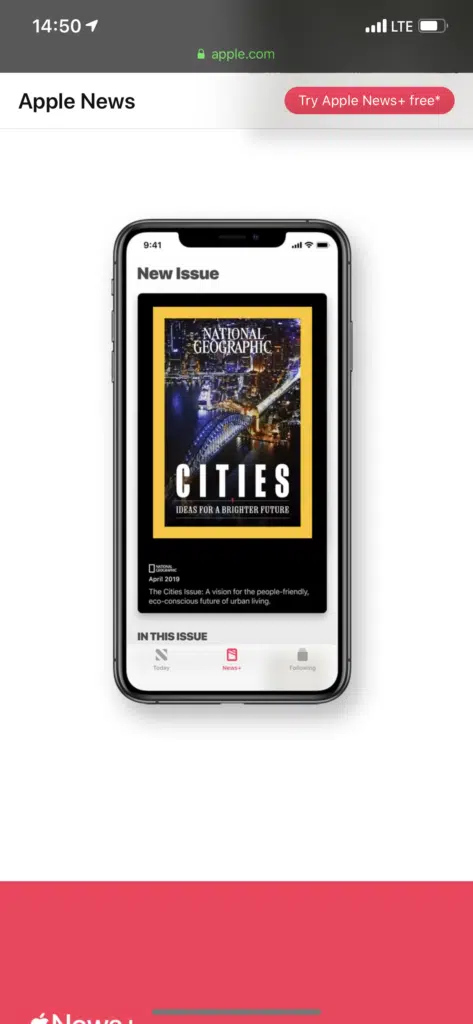 14:50
LTE
apple.com
Apple News
Try Apple News+ free*
9:41
New Issue
NATIONAL
GEOGRAPHIC
CITIES
IDEAS FOR A BRIGHTER FUTURE
NATIONAL
GEOGRAPHIC
April 2019
The Cities Issue: A vision for the people-friendly,
eco-conscious future of urban living.
IN THIS ISSUE
Today
News+
Following
News+